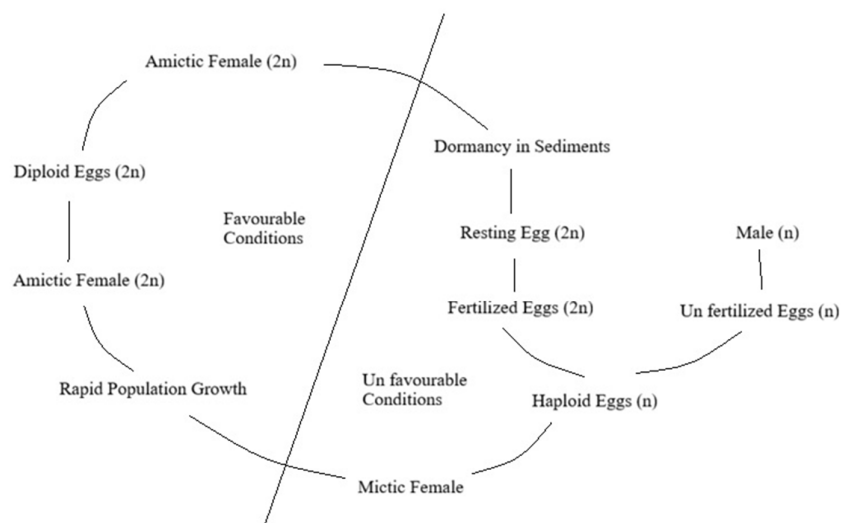 Amictic Female (2n)
Dormancy in Sediments
Diploid Eggs (2n)
Favourable
Conditions
Resting Egg (2n)
Male (n)
Amictic Female (2n)
Fertilized Eggs (2n)
Un fertilized Eggs (n)
Rapid Population Growth
Un favourable
Conditions
Haploid Eggs (n)
Mictic Female